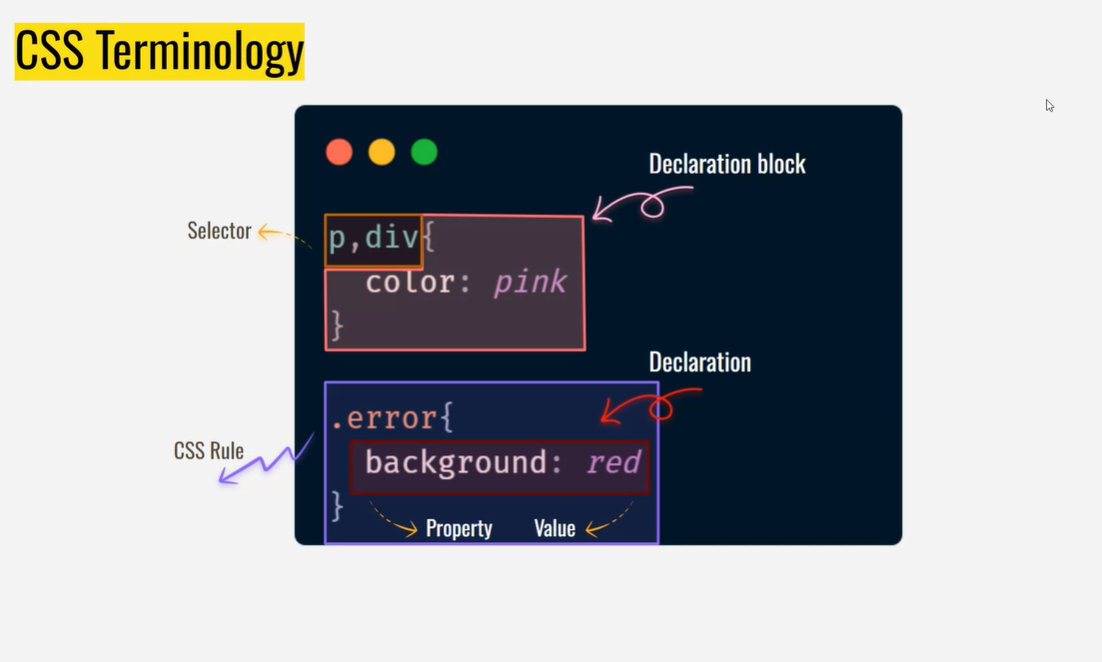 CSS Terminology
Declaration block
Selector
p,div{
color: pink
}
Declaration
.error{
CSS Rule
background: red
}
Property
Value